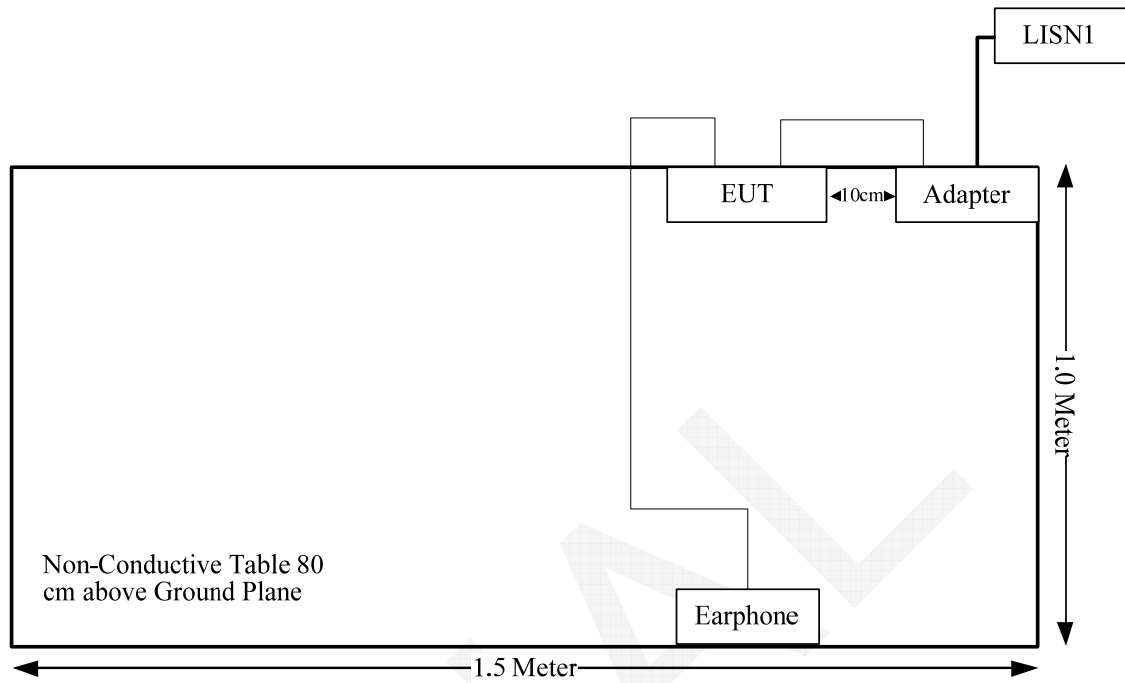 LISN1
EUT
10cm
Adapter
1.0 Meter
Non-Conductive Table 80
cm above Ground Plane
Earphone
1.5 Meter